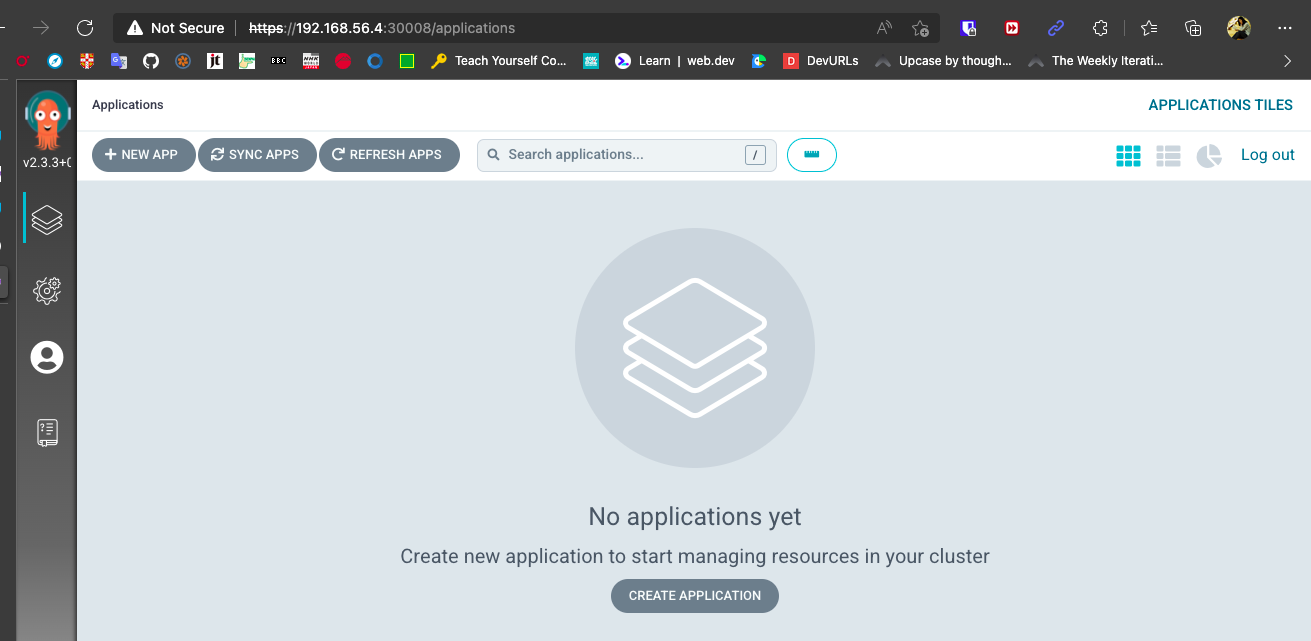 Not Secure https://192.168.56.4:30008/applications
jt BBC Teach Yourself Co... Learn | web.dev D DevURLs Upcase by though... The Weekly Iterati...
Applications APPLICATIONS TILES
v2.3.3+0
NEW APP SYNC APPS REFRESH APPS Search applications... / Log out
No applications yet
Create new application to start managing resources in your cluster
CREATE APPLICATION